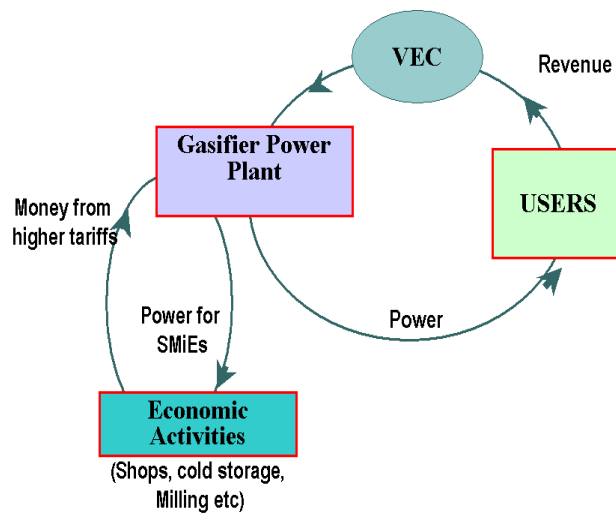 VEC
Revenue
Gasifier Power
Plant
USERS
Money from
higher tariffs
Power for
SMiEs
Power
Economic
Activities
(Shops, cold storage,
Milling etc)